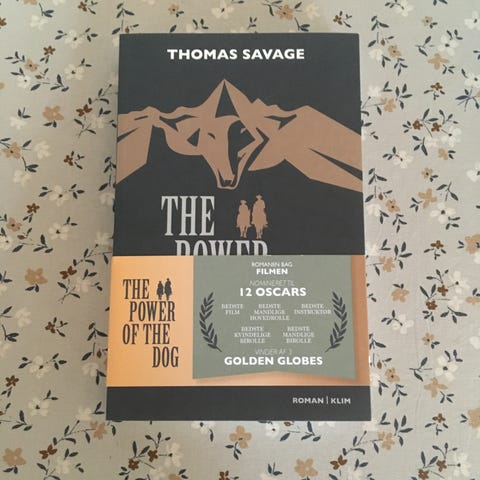 THOMAS SAVAGE
THE
POWER
THE
POWER
OF THE
DOG
ROMANEN BAG
FILMEN
NOMINERET TIL
12 OSCARS
BEDSTE
FILM
BEDSTE
MANDLIGE
HOVEDROLLE
BEDSTE
INSTRUKTØR
BEDSTE
KVINDELIGE
BIROLLE
BEDSTE
MANDLIGE
BIROLLE
VINDER AF 3
GOLDEN GLOBES
ROMAN | KLIM